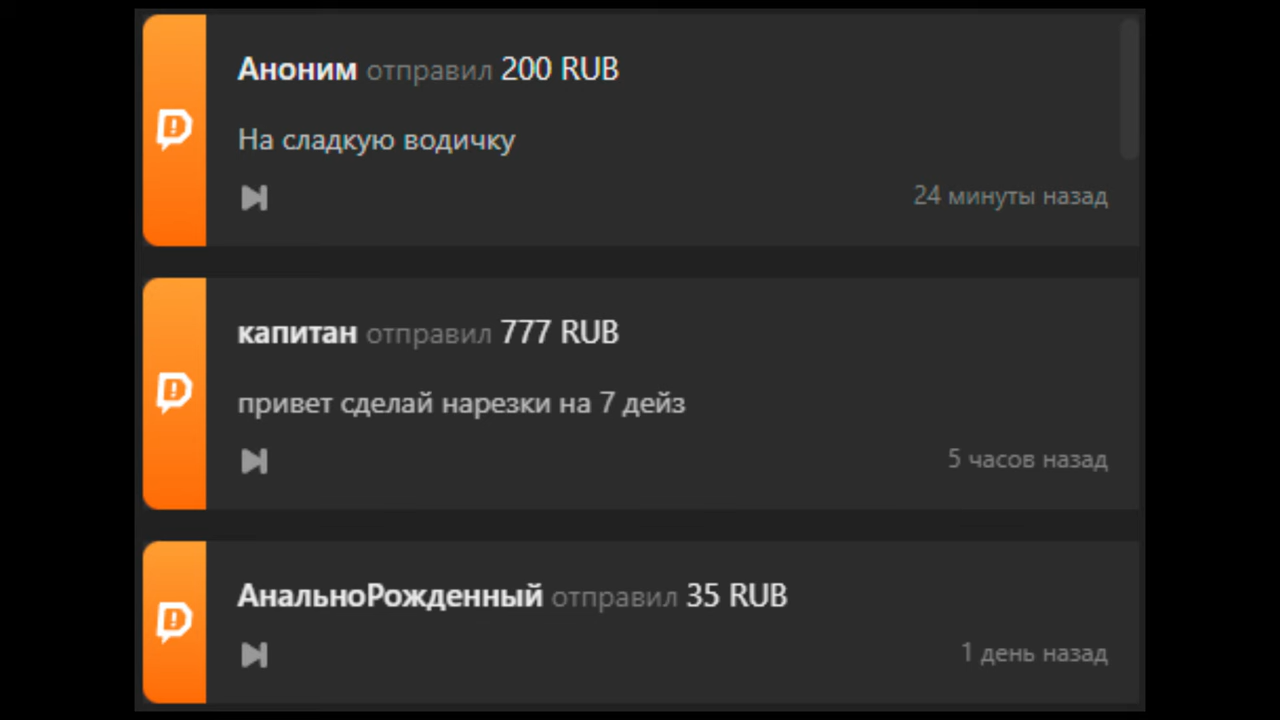 Аноним отправил 200 RUB
На сладкую водичку
24 минуты назад
капитан отправил 777 RUB
привет сделай нарезки на 7 дейз
5 часов назад
АнальноРожденный отправил 35 RUB
1 день назад